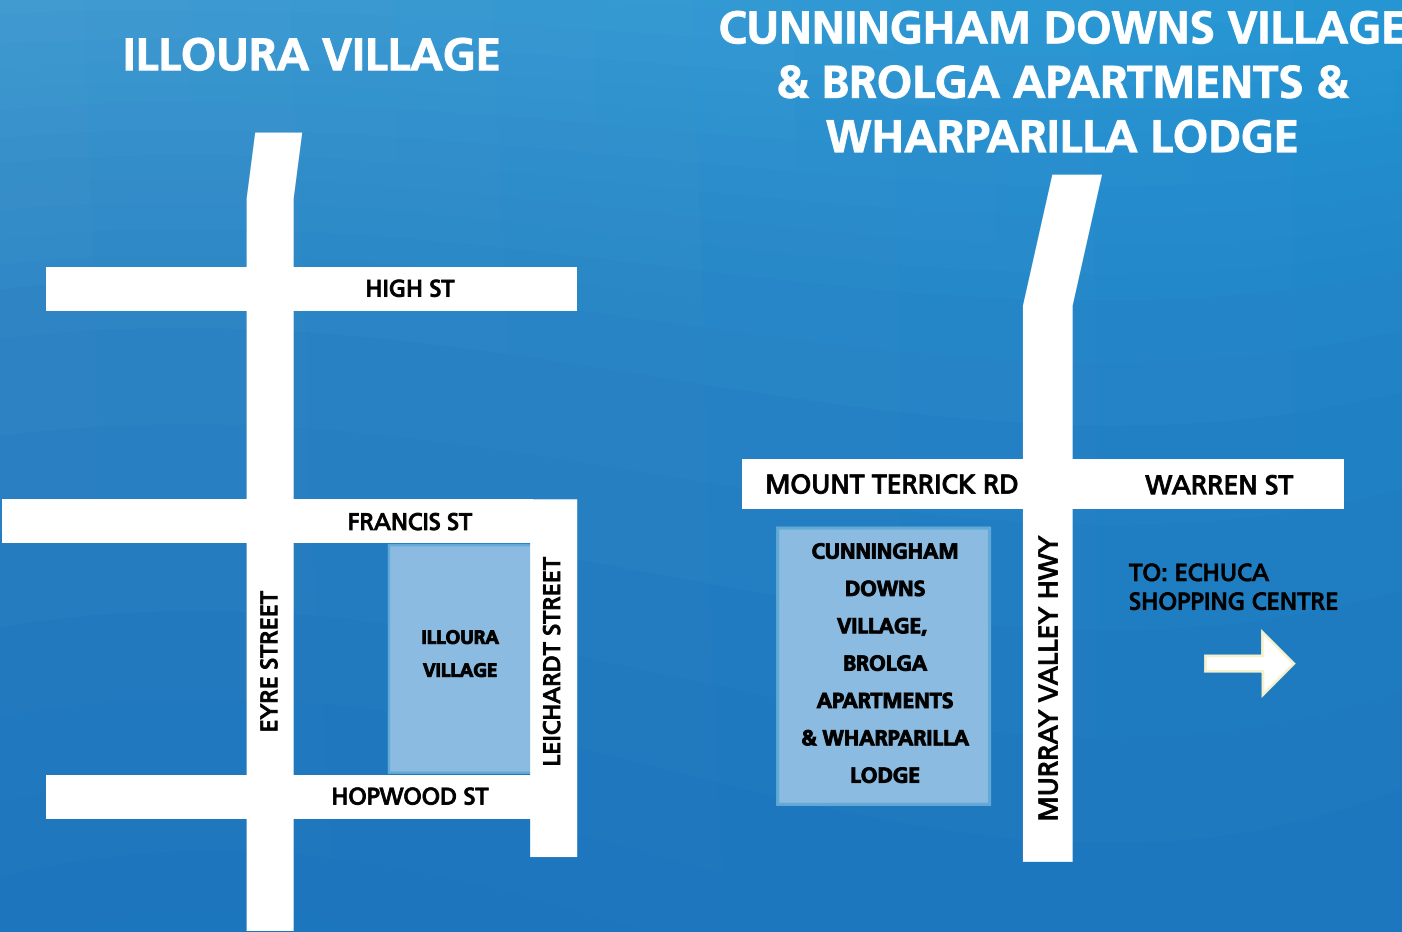 ILLOURA VILLAGE
HIGH ST
FRANCIS ST
EYRE STREET
ILLOURA
VILLAGE
LEICHARDT STREET
HOPWOOD ST
CUNNINGHAM DOWNS VILLAGE
& BROLGA APARTMENTS &
WHARPARILLA LODGE
MOUNT TERRICK RD
WARREN ST
CUNNINGHAM
DOWNS
VILLAGE,
BROLGA
APARTMENTS
& WHARPARILLA
LODGE
MURRAY VALLEY HWY
TO: ECHUCA
SHOPPING CENTRE